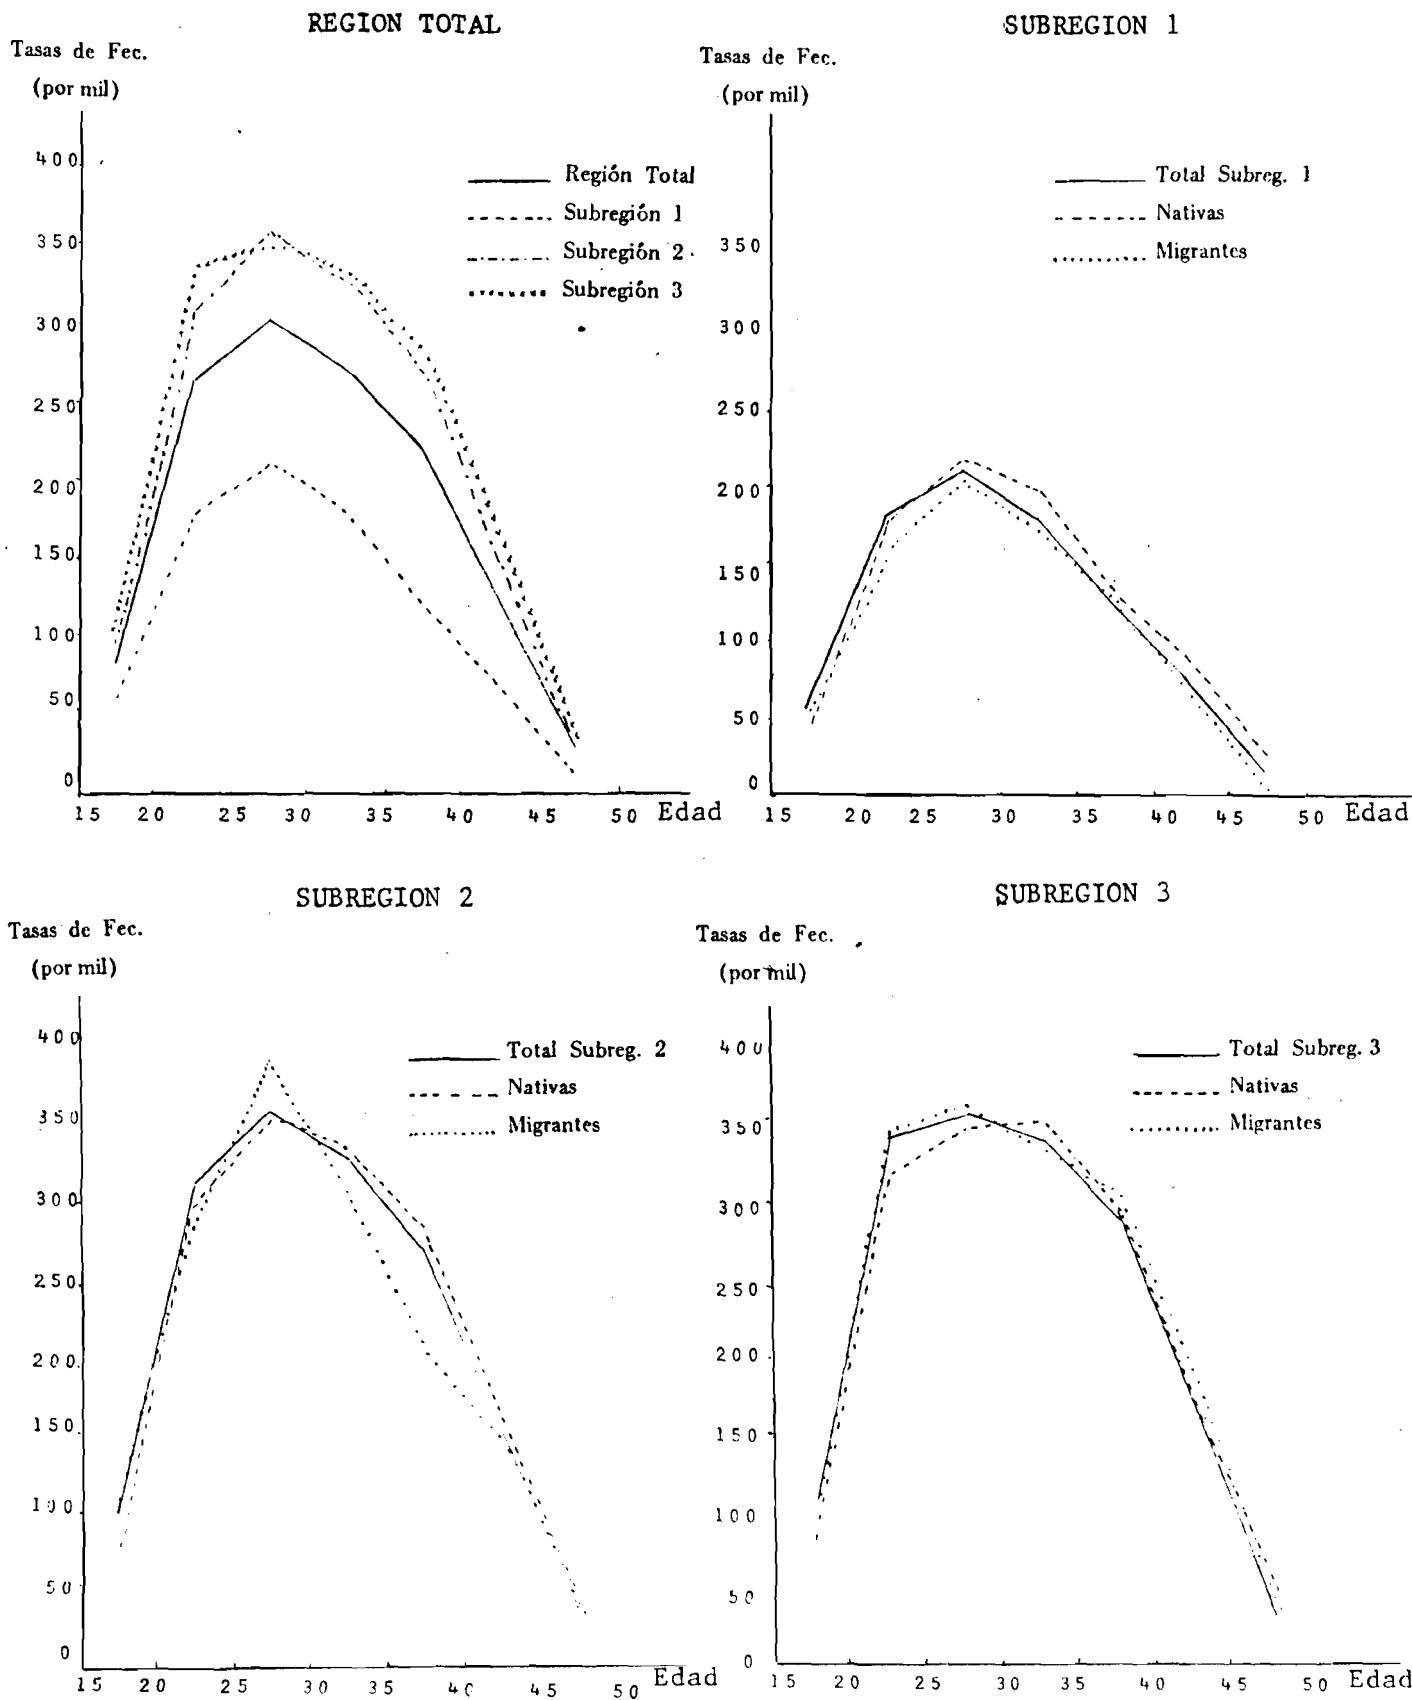 REGION TOTAL
Tasas de Fec.
(por mil)
400
350
300
250
200
150
100
50
0
Región Total
Subregión 1
Subregión 2
Subregión 3
15 20 25 30 35 40 45 50 Edad
SUBREGION 1
Tasas de Fec.
(por mil)
350
300
250
200
150
100
50
0
Total Subreg. 1
Nativas
Migrantes
15 20 25 30 35 40 45 50 Edad
SUBREGION 2
Tasas de Fec.
(por mil)
400
350
300
250
200
150
100
50
0
Total Subreg. 2
Nativas
Migrantes
15 20 25 30 35 40 45 50 Edad
SUBREGION 3
Tasas de Fec.
(por mil)
400
350
300
250
200
150
100
50
0
Total Subreg. 3
Nativas
Migrantes
15 20 25 30 35 40 45 50 Edad